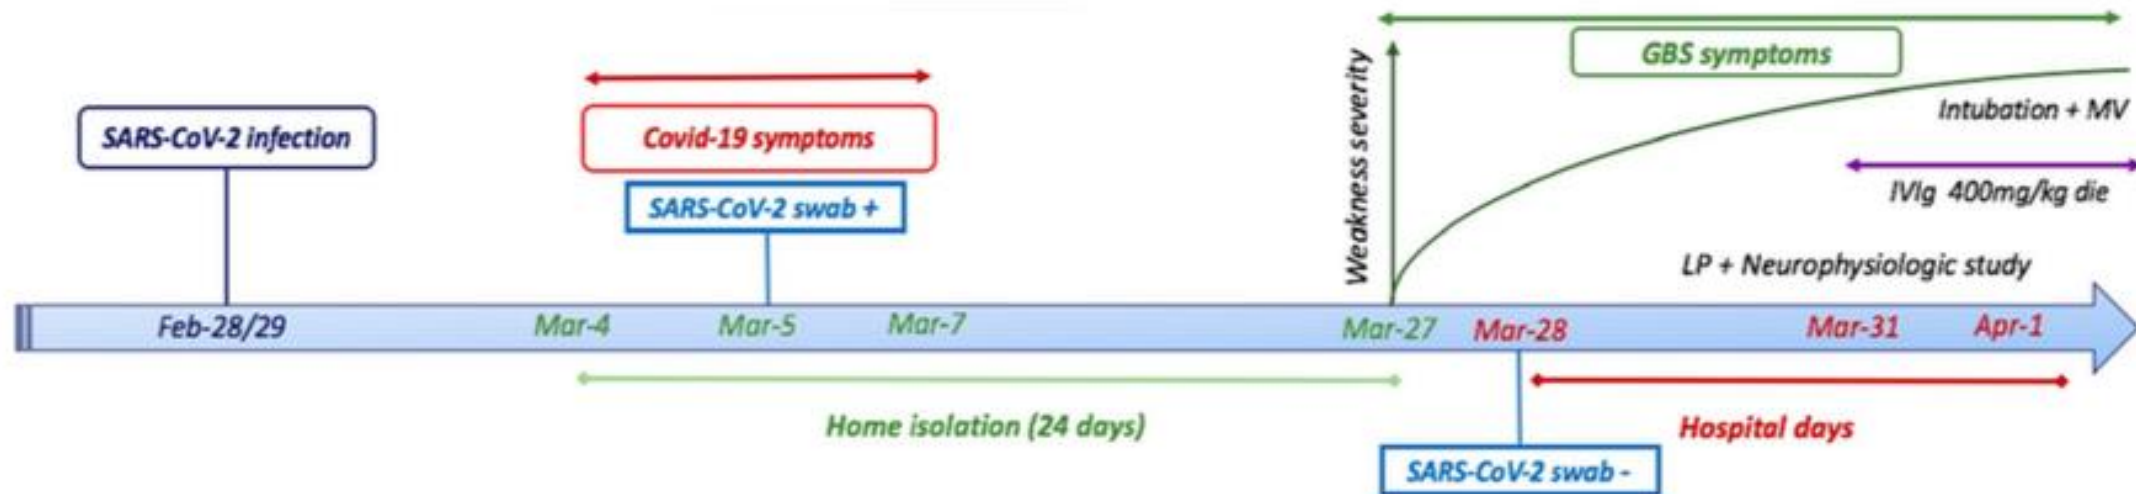 GBS symptoms
Weakness severity
SARS-CoV-2 infection
Covid-19 symptoms
Intubation + MV
SARS-CoV-2 swab +
IVIg 400mg/kg die
LP + Neurophysiologic study
Feb-28/29 Mar-4 Mar-5 Mar-7 Mar-27 Mar-28 Mar-31 Apr-1
Home isolation (24 days)
Hospital days
SARS-CoV-2 swab -